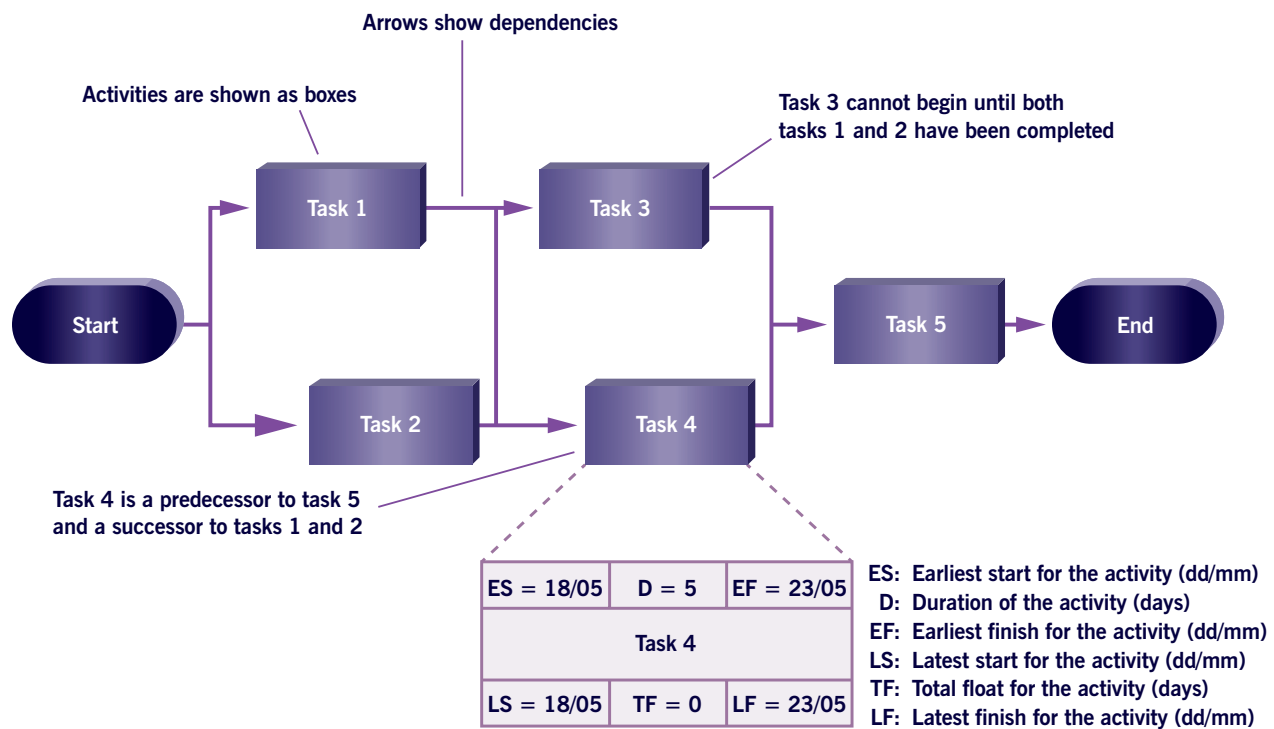 Arrows show dependencies
Activities are shown as boxes
Task 3 cannot begin until both
tasks 1 and 2 have been completed
Task 1
Task 3
Start
Task 5
End
Task 2
Task 4
Task 4 is a predecessor to task 5
and a successor to tasks 1 and 2
ES = 18/05
D = 5
EF = 23/05
Task 4
LS = 18/05
TF = 0
LF = 23/05
ES: Earliest start for the activity (dd/mm)
D: Duration of the activity (days)
EF: Earliest finish for the activity (dd/mm)
LS: Latest start for the activity (dd/mm)
TF: Total float for the activity (days)
LF: Latest finish for the activity (dd/mm)